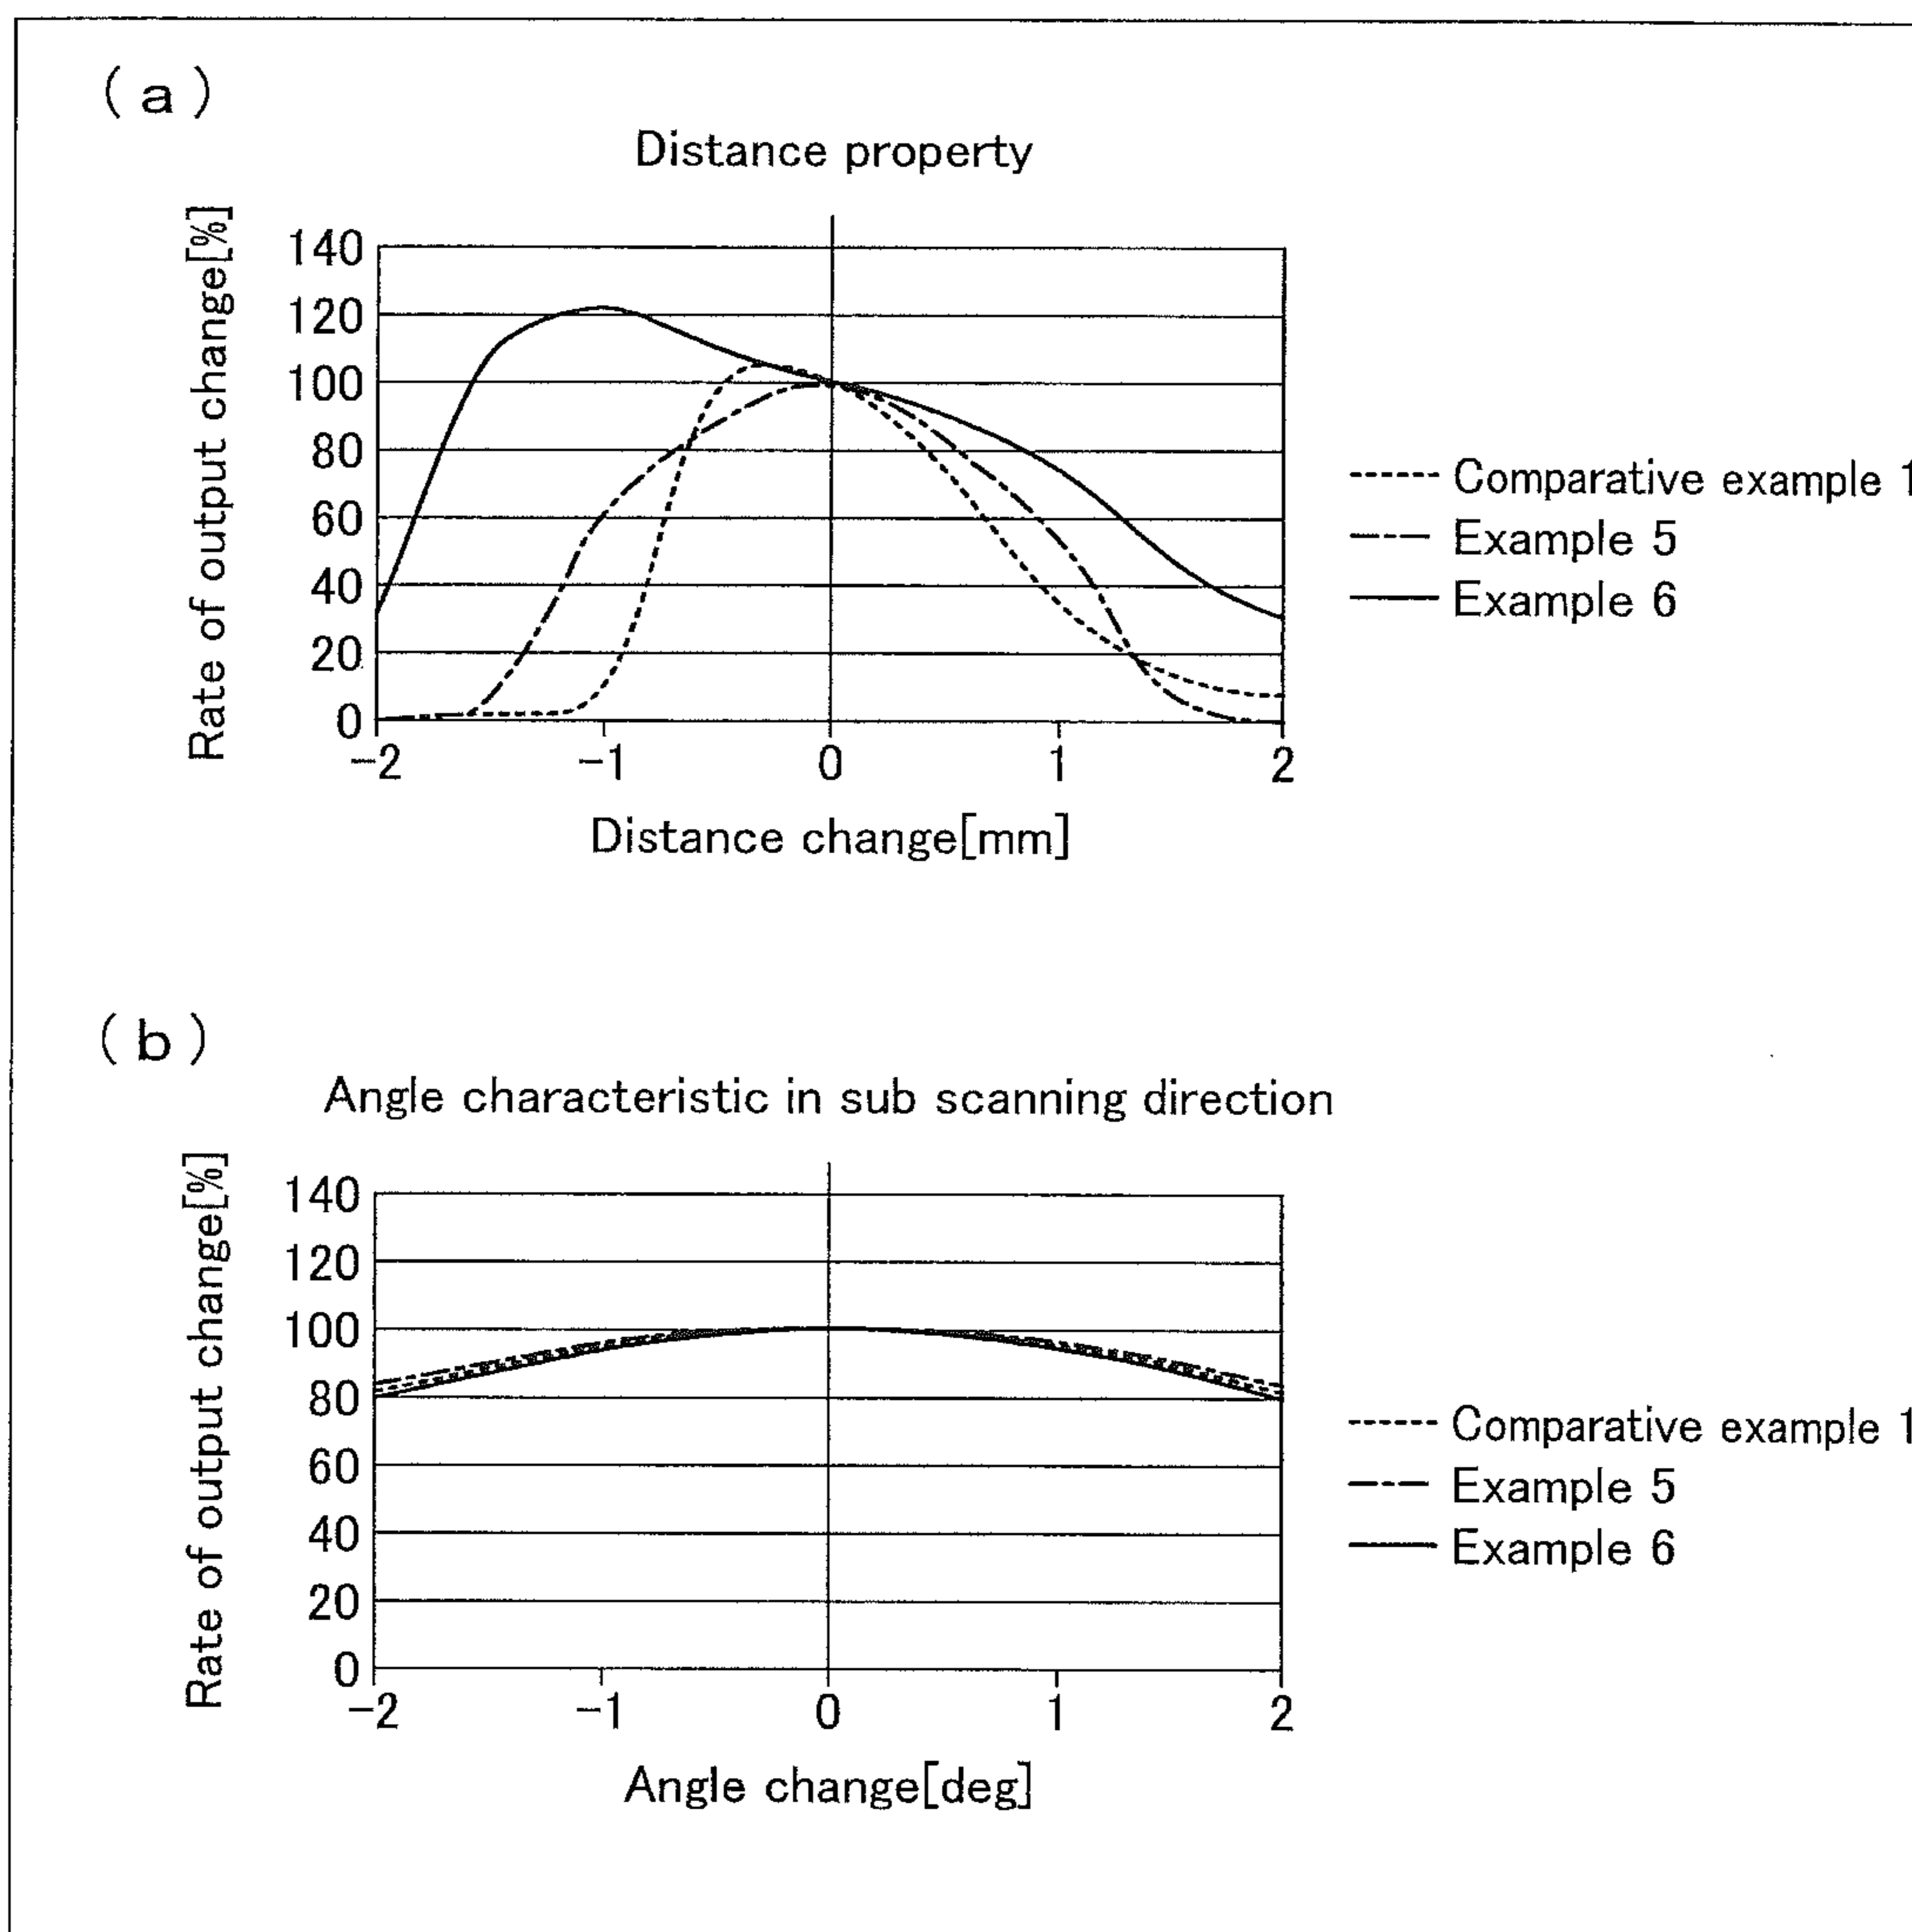 (a)
Distance property
Rate of output change[%]
140
120
100
80
60
40
20
0
-2 -1 0 1 2
Distance change[mm]
Comparative example 1
Example 5
Example 6
(b)
Angle characteristic in sub scanning direction
Rate of output change[%]
140
120
100
80
60
40
20
0
-2 -1 0 1 2
Angle change[deg]
Comparative example 1
Example 5
Example 6